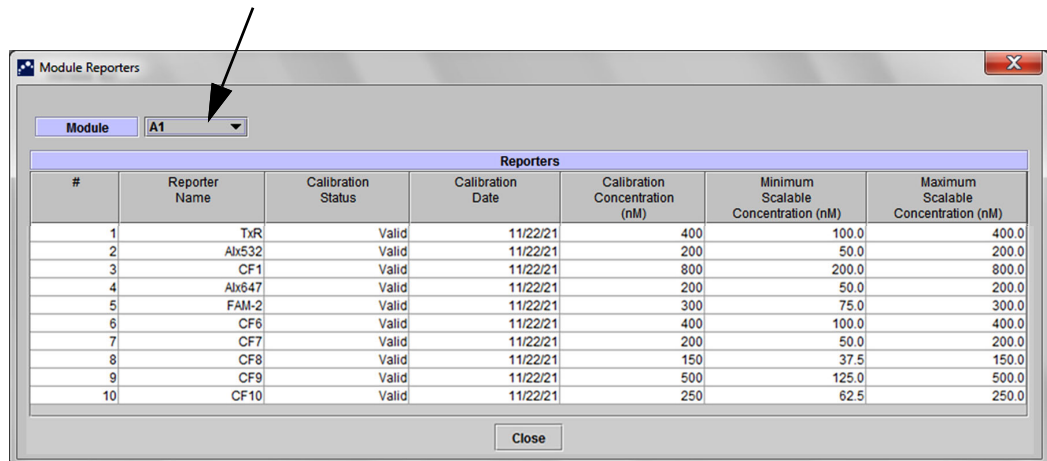 Module Reporters
X
Module A1
Reporters
# Reporter Name Calibration Status Calibration Date Calibration Concentration (nM) Minimum Scalable Concentration (nM) Maximum Scalable Concentration (nM)
1 TxR Valid 11/22/21 400 100.0 400.0
2 Alx532 Valid 11/22/21 200 50.0 200.0
3 CF1 Valid 11/22/21 800 200.0 800.0
4 Alx647 Valid 11/22/21 200 50.0 200.0
5 FAM-2 Valid 11/22/21 300 75.0 300.0
6 CF6 Valid 11/22/21 400 100.0 400.0
7 CF7 Valid 11/22/21 200 50.0 200.0
8 CF8 Valid 11/22/21 150 37.5 150.0
9 CF9 Valid 11/22/21 500 125.0 500.0
10 CF10 Valid 11/22/21 250 62.5 250.0
Close